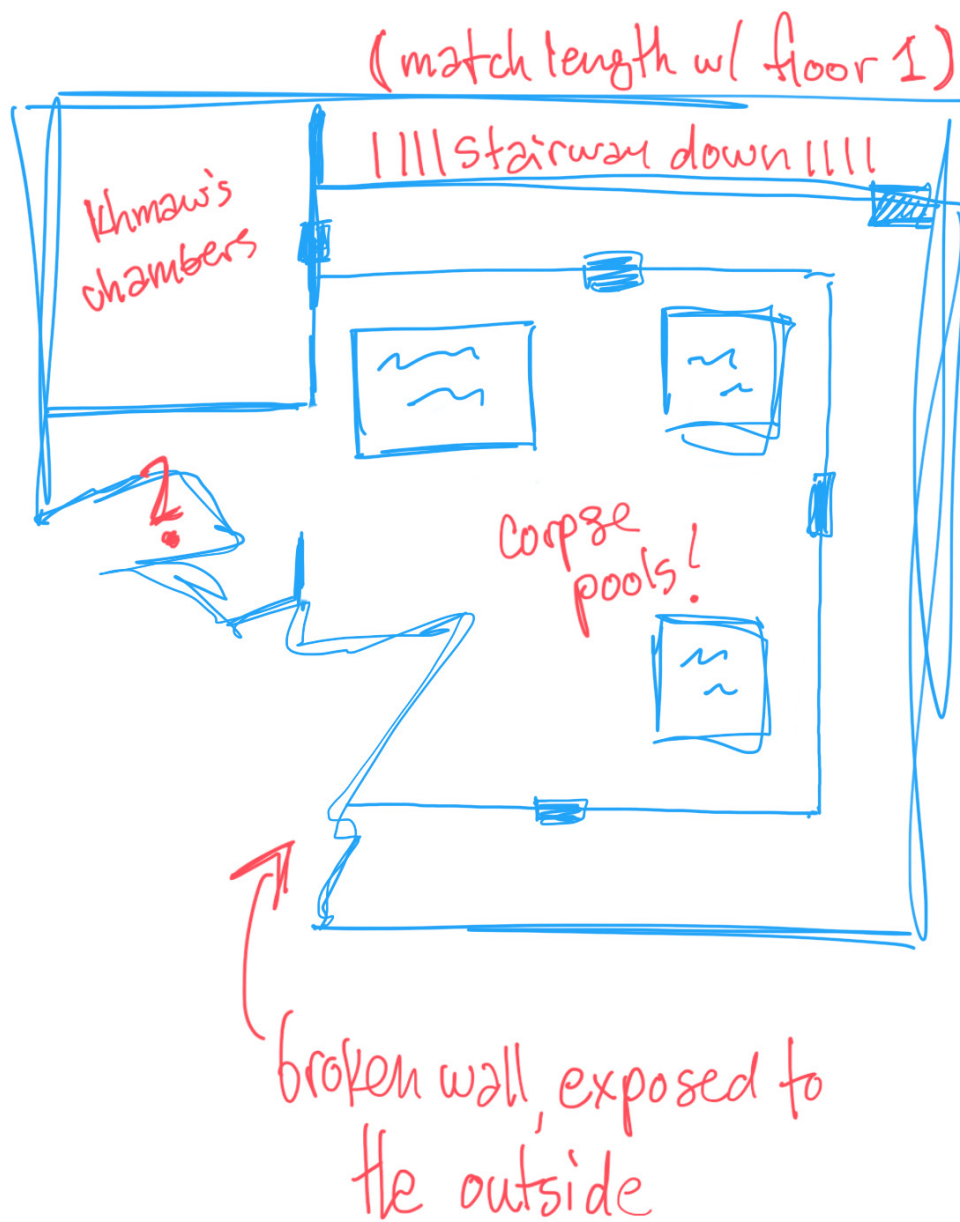 (match length w/ floor 1)
||||stairway down||||
Khmaw's
chambers
?
corpse
pools!
broken wall, exposed to
the outside